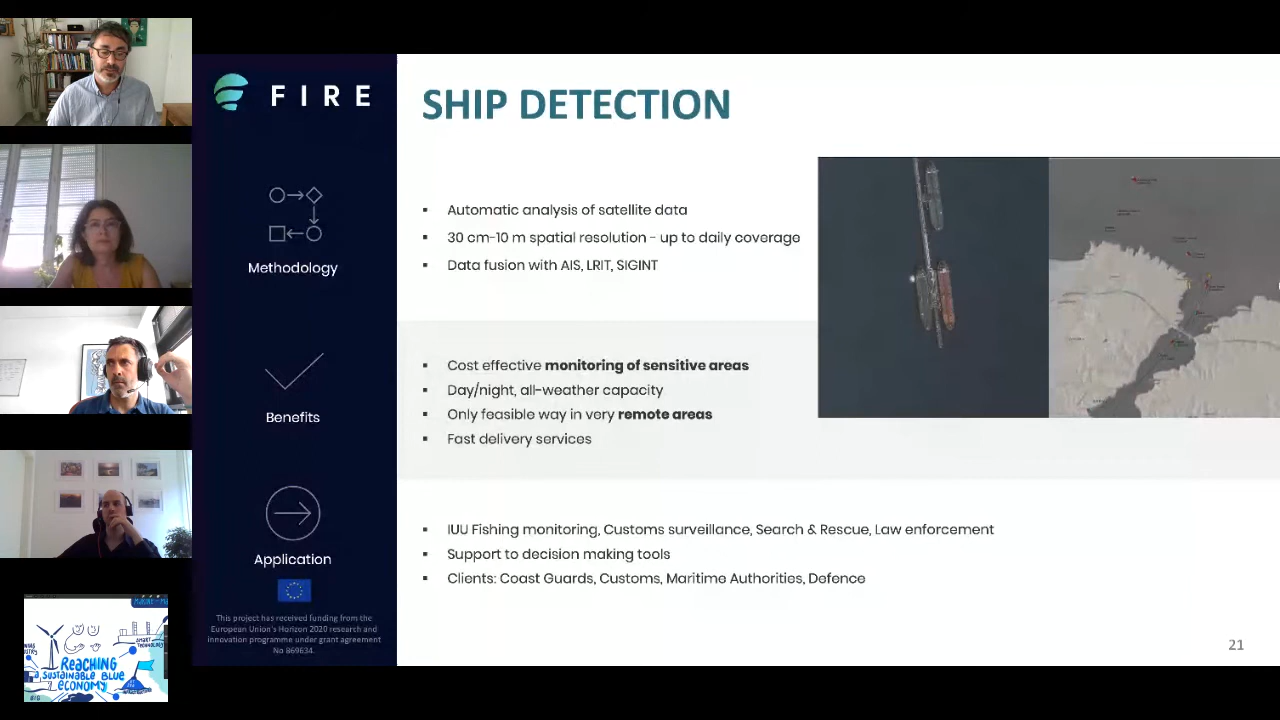 FIRE
SHIP DETECTION
Methodology
▪ Automatic analysis of satellite data
▪ 30 cm-10 m spatial resolution - up to daily coverage
▪ Data fusion with AIS, LRIT, SIGINT
Benefits
▪ Cost effective monitoring of sensitive areas
▪ Day/night, all-weather capacity
▪ Only feasible way in very remote areas
▪ Fast delivery services
Application
▪ IUU Fishing monitoring, Customs surveillance, Search & Rescue, Law enforcement
▪ Support to decision making tools
▪ Clients: Coast Guards, Customs, Maritime Authorities, Defence
This project has received funding from the
European Union's Horizon 2020 research and
innovation programme under grant agreement
No 869634.
21
SMART
TECHNOLOGY
REACHING
a SUSTAINABLE BLUE
ECONOMY